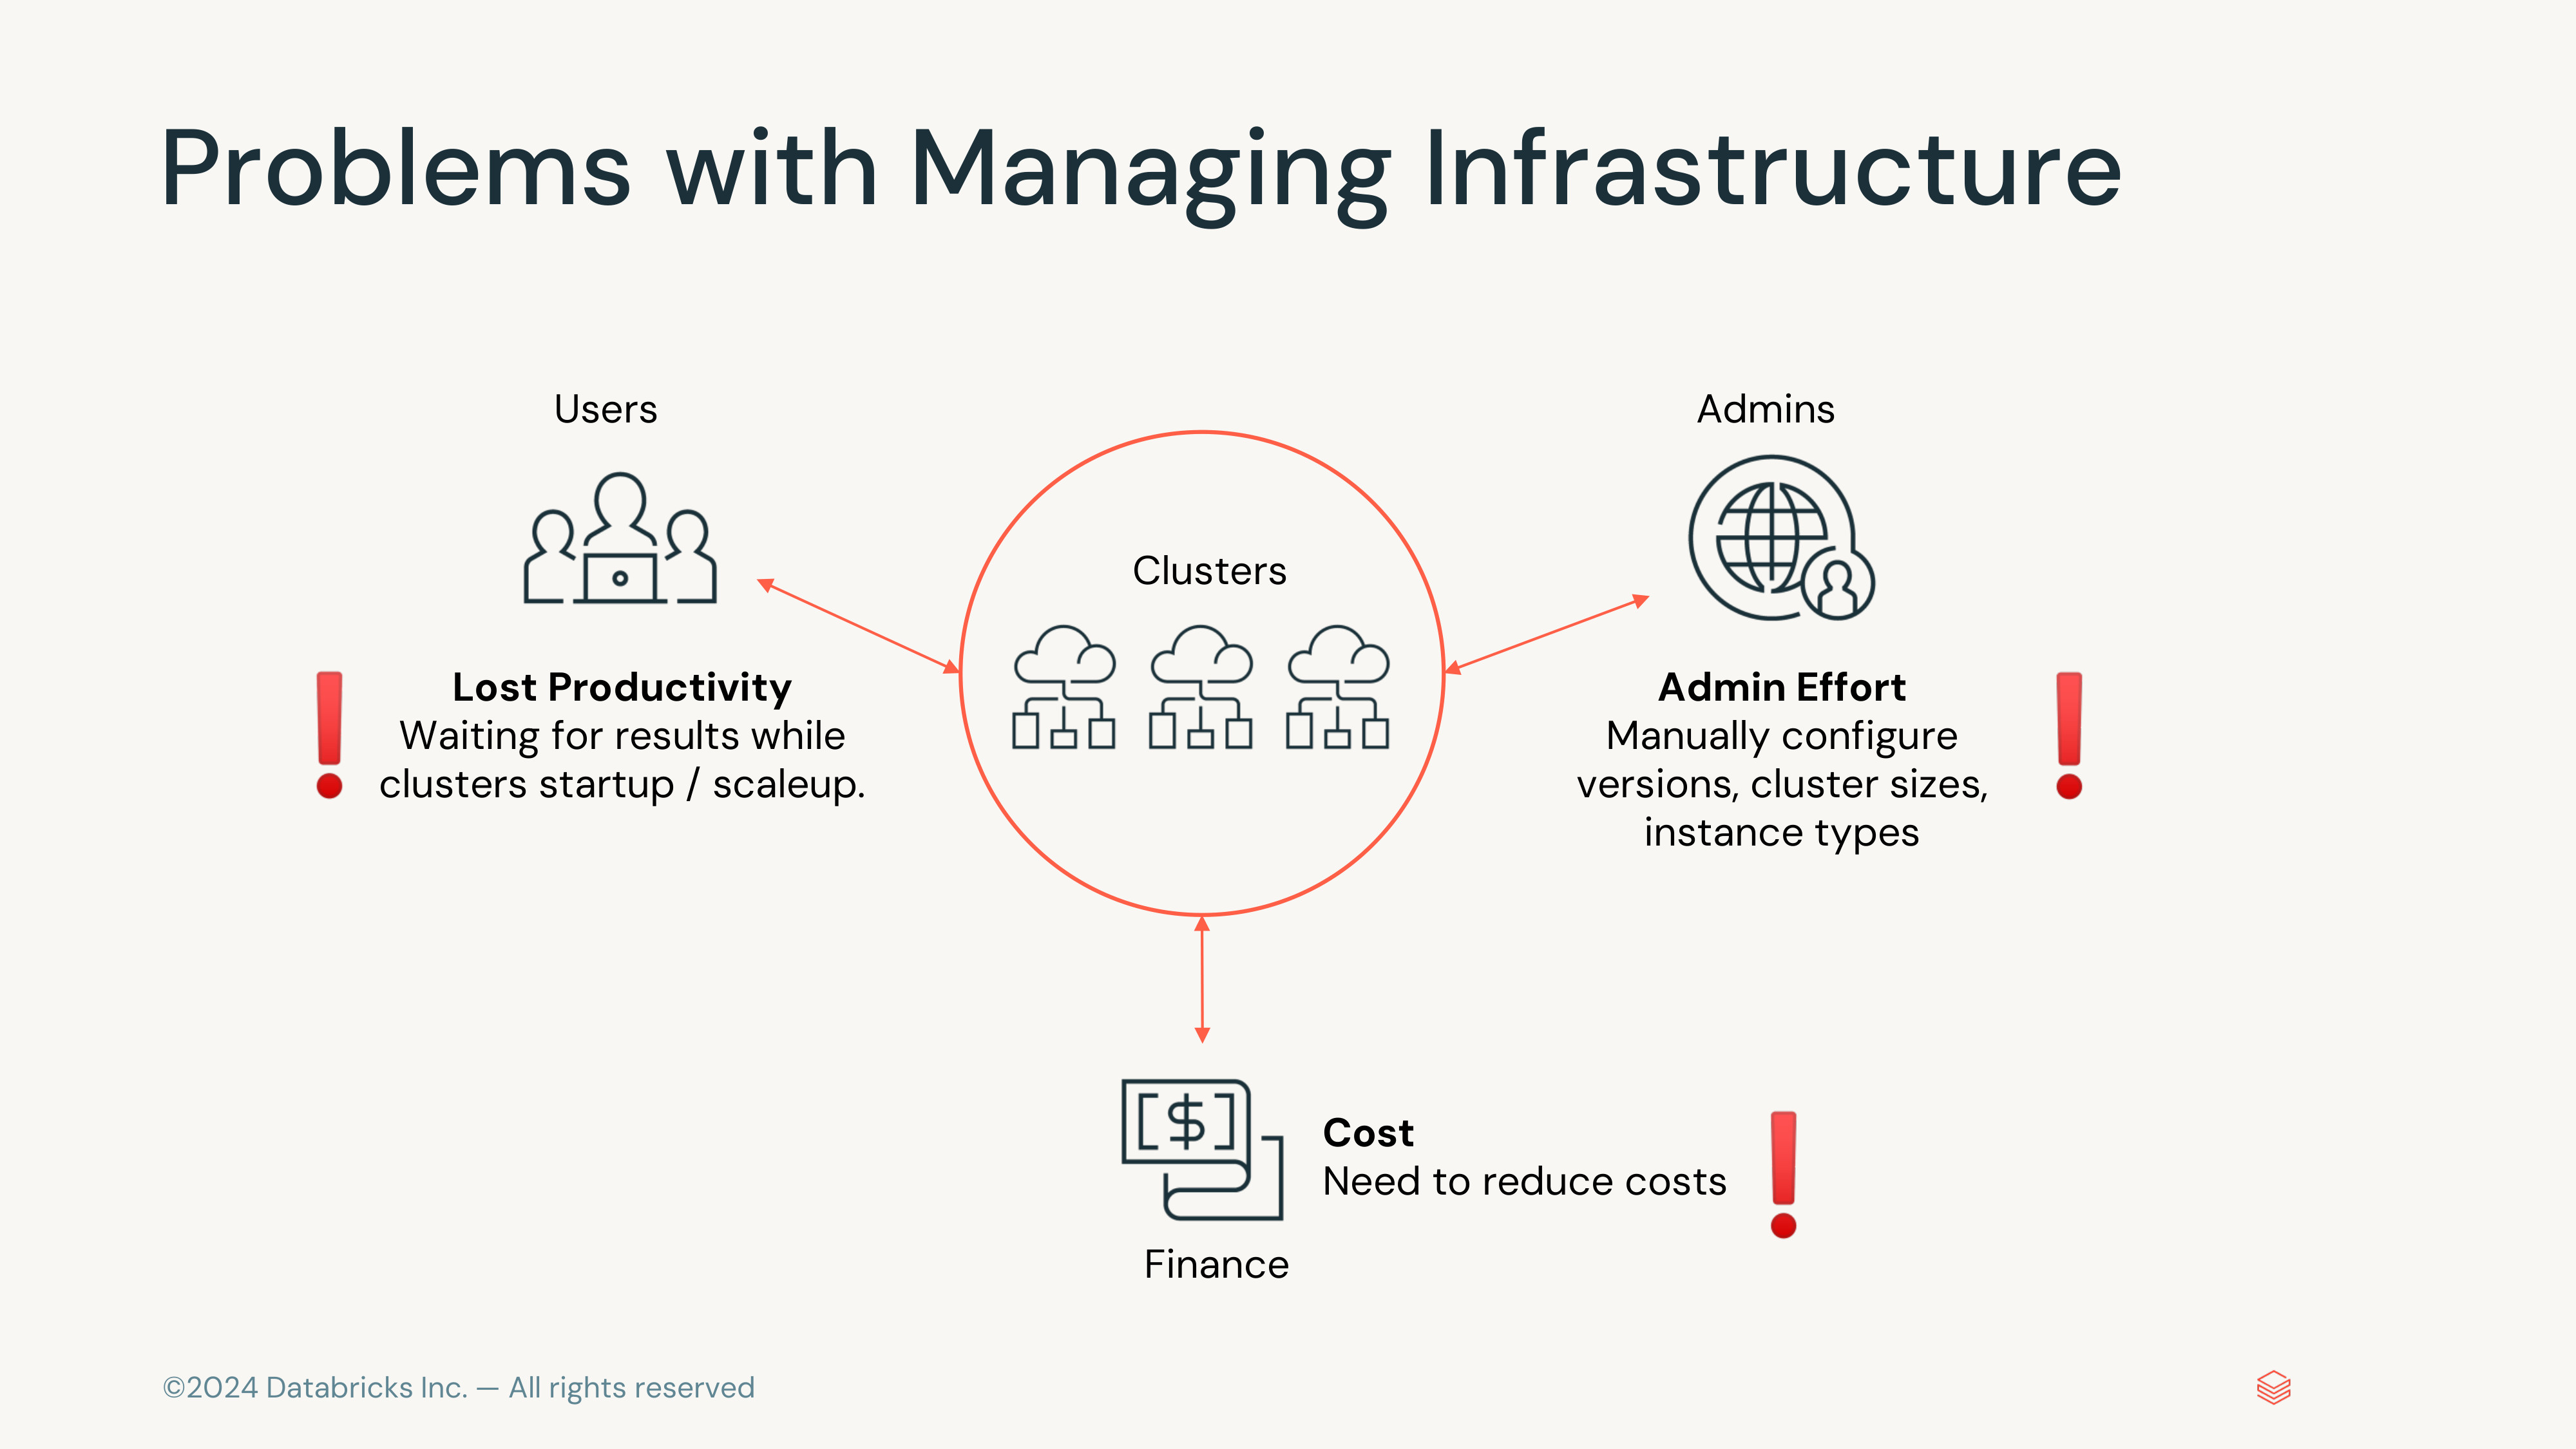 Problems with Managing Infrastructure
Users
Lost Productivity
Waiting for results while
clusters startup / scaleup.
Clusters
Admins
Admin Effort
Manually configure
versions, cluster sizes,
instance types
$
Cost
Need to reduce costs
Finance
©2024 Databricks Inc. — All rights reserved